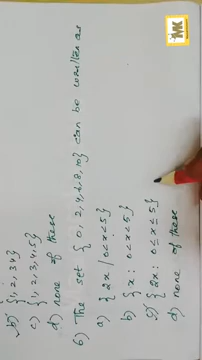 b) {1, 2, 3 4}
c) {1, 2, 3, 4, 5}
d) none of these
6) The set {0, 2, 4, 6, 8, 10} can be written as
a) {2x | 0<x<5}
b) {x : 0<x<5}
c) {2x : 0≤x≤5}
d) none of these
MK